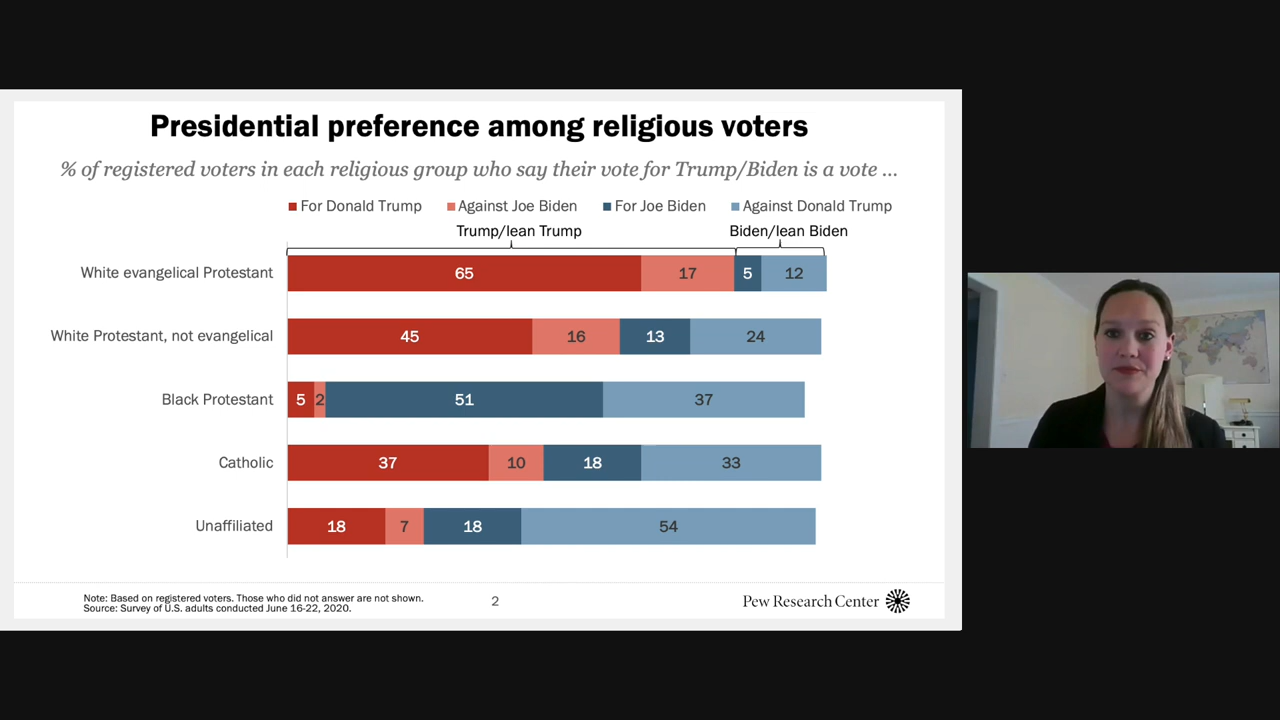 Presidential preference among religious voters
% of registered voters in each religious group who say their vote for Trump/Biden is a vote ...
For Donald Trump Against Joe Biden For Joe Biden Against Donald Trump
Trump/lean Trump Biden/lean Biden
White evangelical Protestant 65 17 5 12
White Protestant, not evangelical 45 16 13 24
Black Protestant 5 2 51 37
Catholic 37 10 18 33
Unaffiliated 18 7 18 54
Note: Based on registered voters. Those who did not answer are not shown.
Source: Survey of U.S. adults conducted June 16-22, 2020.
2
Pew Research Center